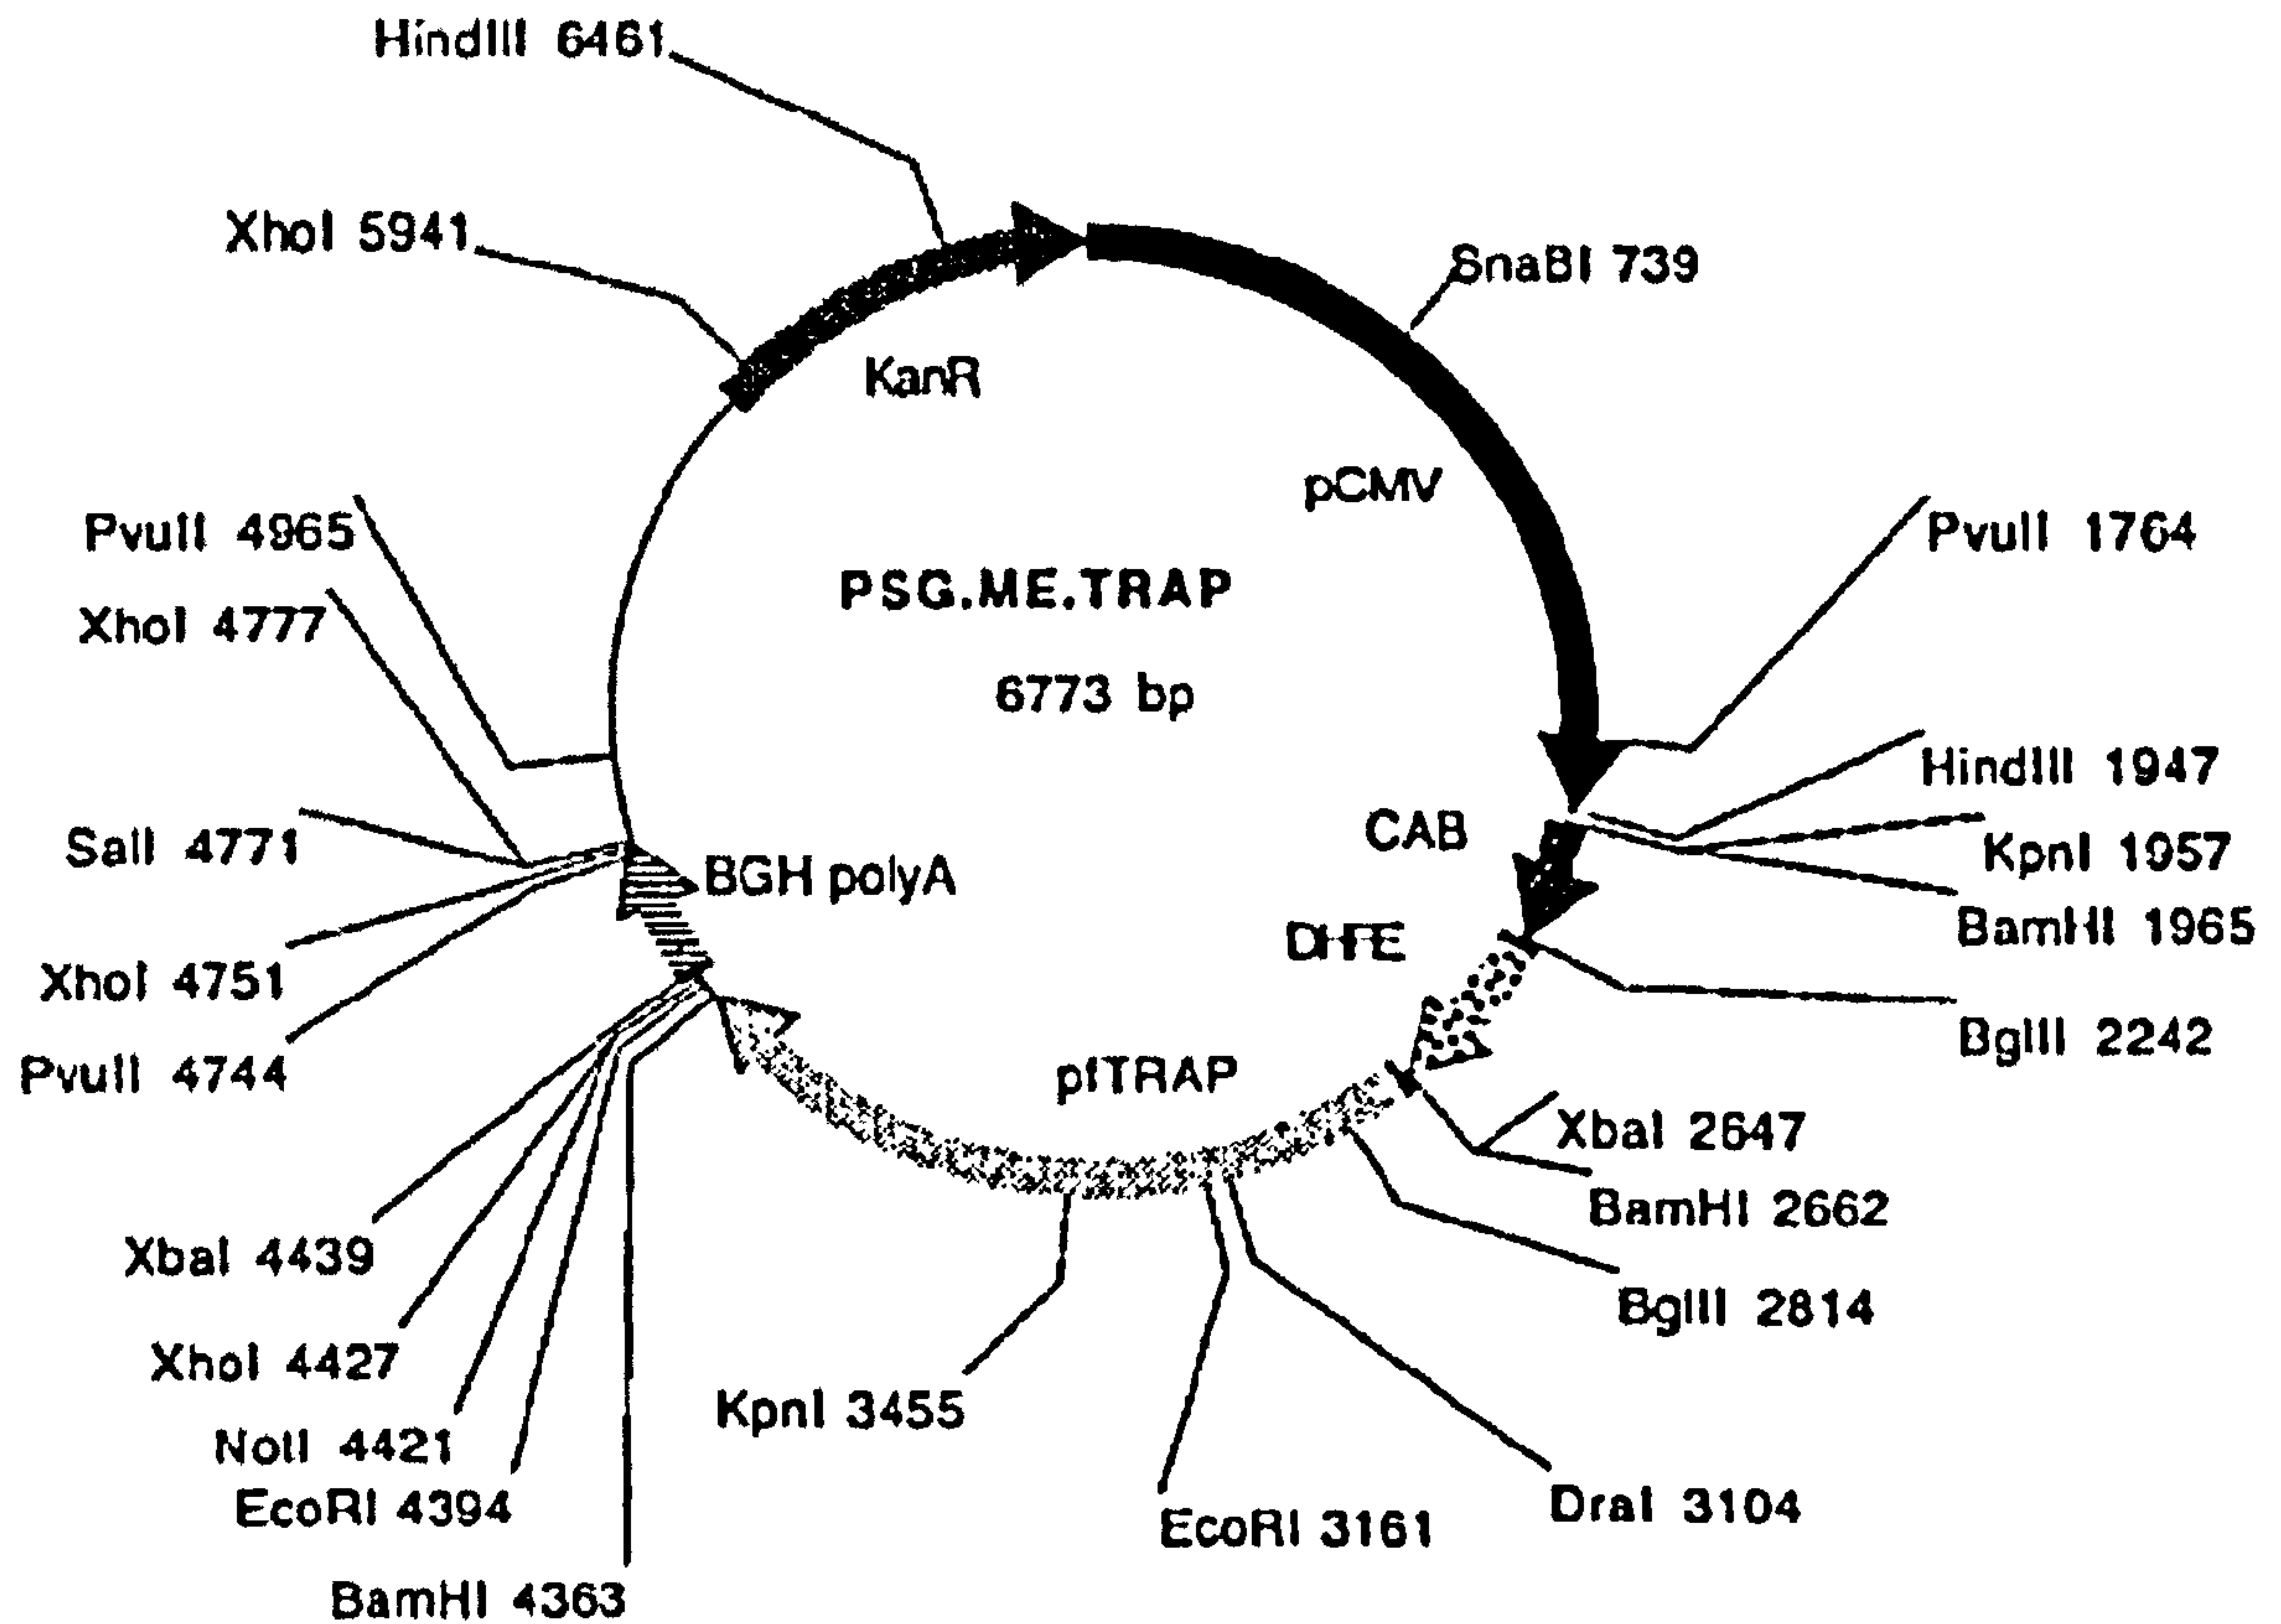 HindIII 6461
XhoI 5941
SnaBI 739
KanR
pCMV
PvuII 4965
PvuII 1764
PSG.ME.TRAP
XhoI 4777
6773 bp
HindIII 1947
CAB
SalI 4771
KpnI 1957
BGH polyA
BamHI 1965
XhoI 4751
BglII 2242
PvuII 4744
pfTRAP
XbaI 2647
BamHI 2662
XbaI 4439
BglII 2814
XhoI 4427
KpnI 3455
NotI 4421
EcoRI 4394
DraI 3104
EcoRI 3161
BamHI 4363